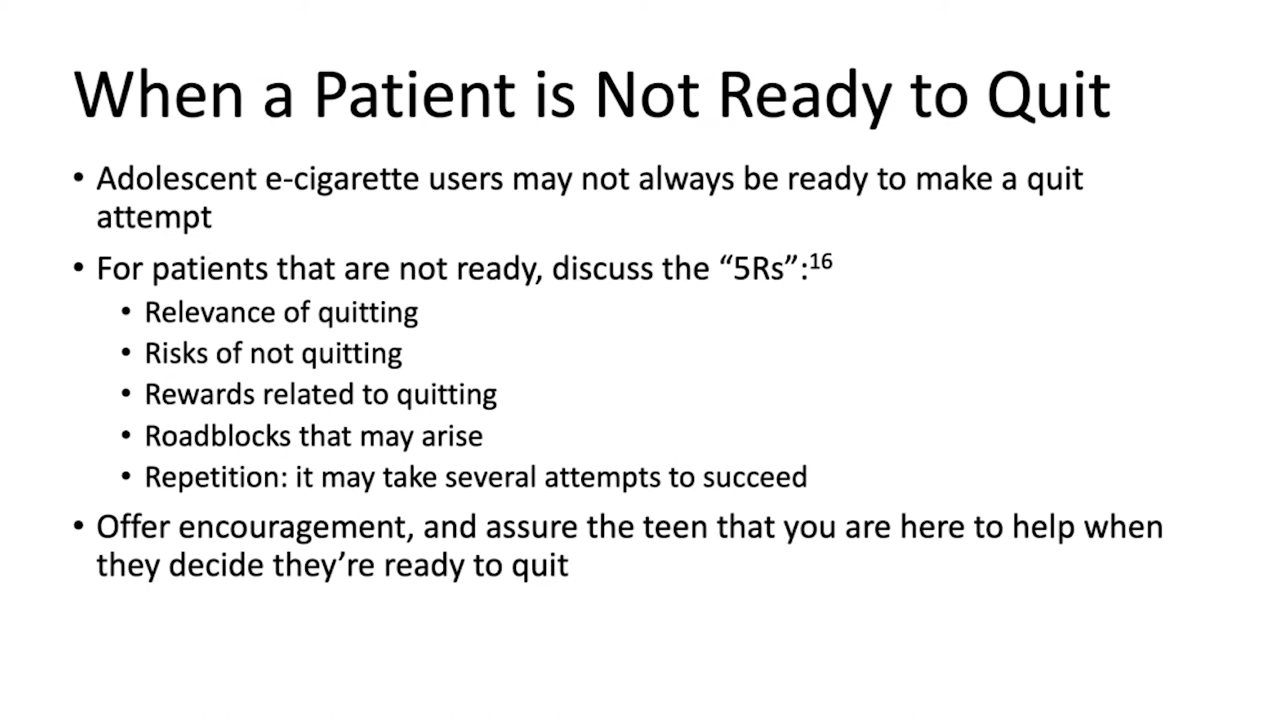 When a Patient is Not Ready to Quit
• Adolescent e-cigarette users may not always be ready to make a quit
attempt
• For patients that are not ready, discuss the “5Rs”:16
• Relevance of quitting
• Risks of not quitting
• Rewards related to quitting
• Roadblocks that may arise
• Repetition: it may take several attempts to succeed
• Offer encouragement, and assure the teen that you are here to help when
they decide they’re ready to quit